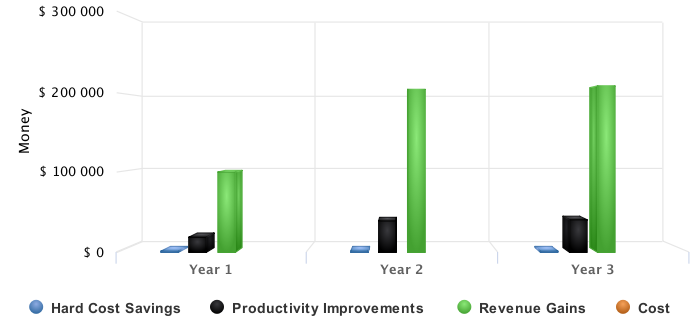 $ 300 000
$ 200 000
$ 100 000
$ 0
Money
Year 1 Year 2 Year 3
Hard Cost Savings Productivity Improvements Revenue Gains Cost